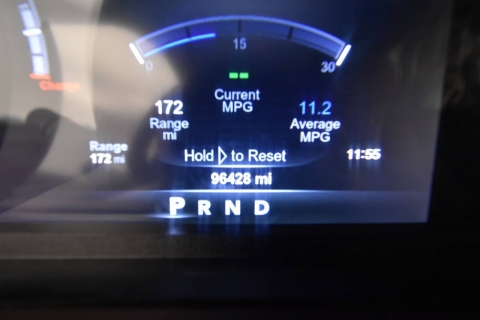 15
0
30
Charge
-- 
Current
MPG
172
Range
mi
11.2
Average
MPG
Range
172 mi
Hold ▷ to Reset
11:55
96428 mi
P R N D